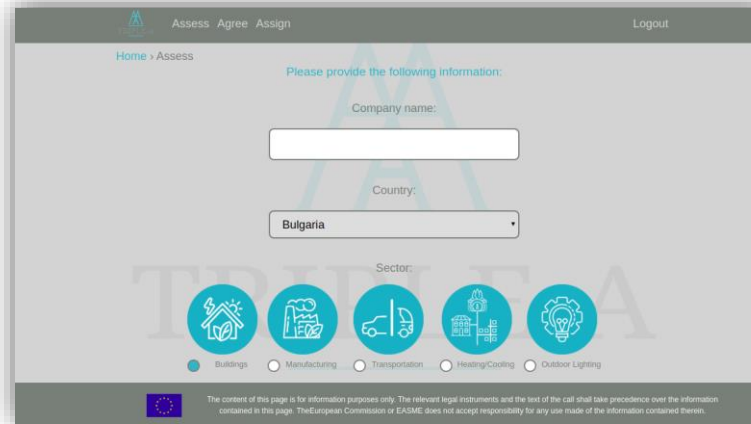 Assess Agree Assign Logout
Home › Assess
Please provide the following information:
Company name:
Country:
Bulgaria
Sector:
TRIPLE A
Buildings Manufacturing Transportation Heating/Cooling Outdoor Lighting
The content of this page is for information purposes only. The relevant legal instruments and the text of the call shall take precedence over the information
contained in this page. TheEuropean Commission or EASME does not accept responsibility for any use made of the information contained therein.